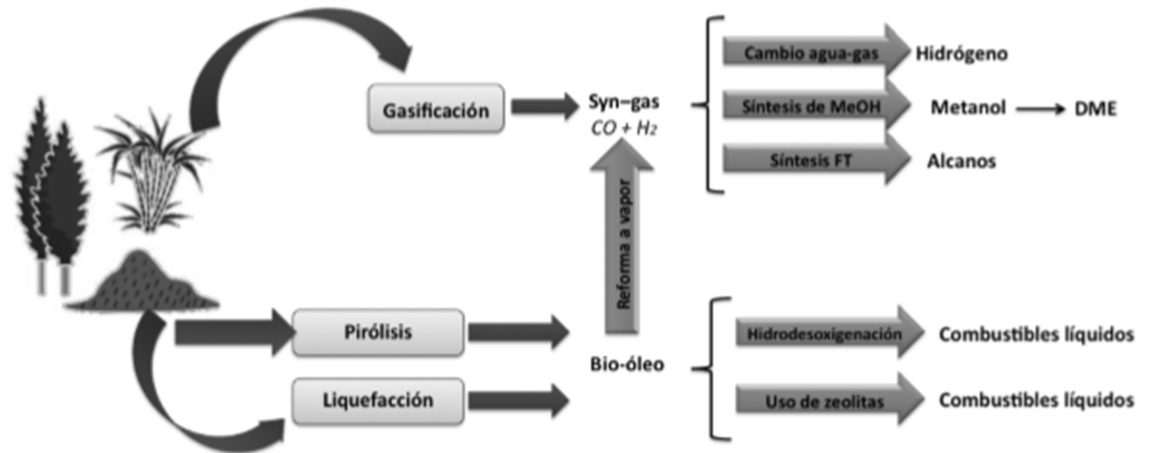 Cambio agua-gas
Hidrógeno
Gasificación
Syn–gas
CO + H₂
Síntesis de MeOH
Metanol
DME
Síntesis FT
Alcanos
Reforma a vapor
Pirólisis
Hidrodesoxigenación
Combustibles líquidos
Bio-óleo
Liquefacción
Uso de zeolitas
Combustibles líquidos